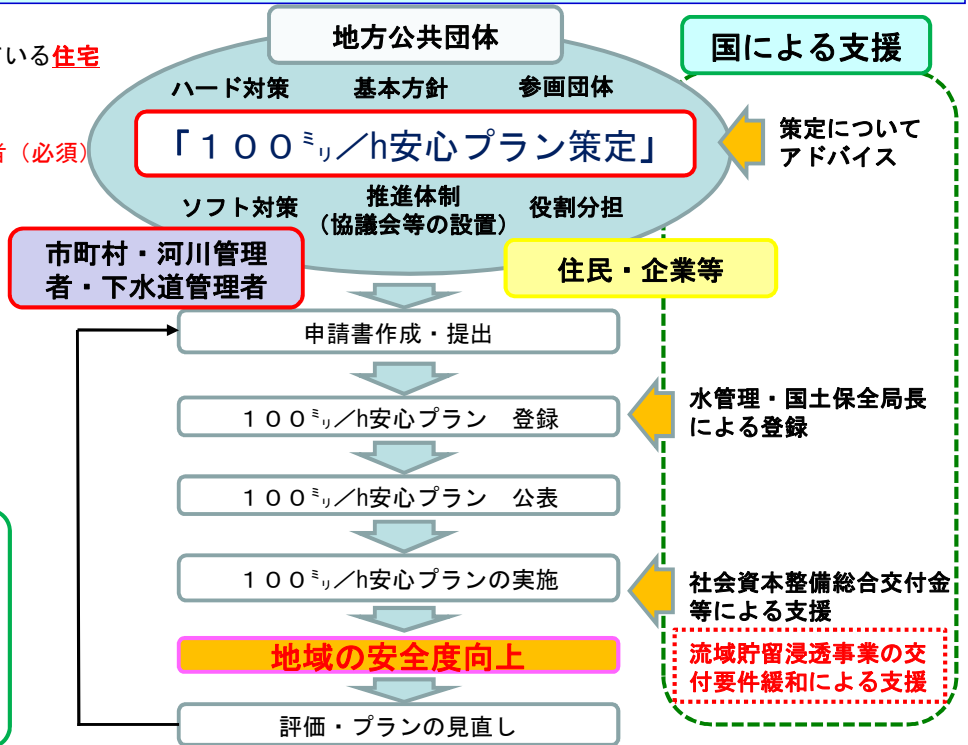 ている住宅
者（必須）
地方公共団体
国による支援
ハード対策　基本方針　参画団体
「１００㍉／h安心プラン策定」
策定について
アドバイス
ソフト対策　推進体制　役割分担
（協議会等の設置）
市町村・河川管理
者・下水道管理者
住民・企業等
申請書作成・提出
１００㍉／h安心プラン　登録
水管理・国土保全局長
による登録
１００㍉／h安心プラン　公表
１００㍉／h安心プランの実施
社会資本整備総合交付金
等による支援
地域の安全度向上
流域貯留浸透事業の交
付要件緩和による支援
評価・プランの見直し